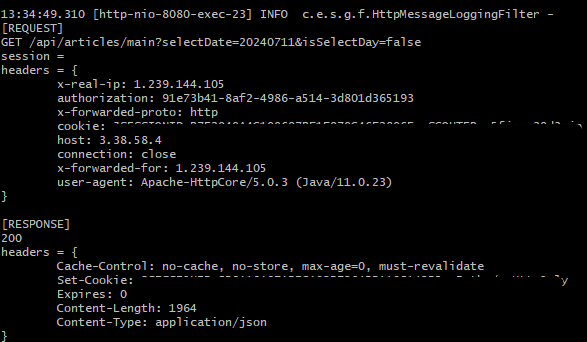 13:34:49.310 [http-nio-8080-exec-23] INFO  c.e.s.g.f.HttpMessageLoggingFilter -
[REQUEST]
GET /api/articles/main?selectDate=20240711&isSelectDay=false
session =
headers = {
x-real-ip: 1.239.144.105
authorization: 91e73b41-8af2-4986-a514-3d801d365193
x-forwarded-proto: http
cookie:
host: 3.38.58.4
connection: close
x-forwarded-for: 1.239.144.105
user-agent: Apache-HttpCore/5.0.3 (Java/11.0.23)
}
[RESPONSE]
200
headers = {
Cache-Control: no-cache, no-store, max-age=0, must-revalidate
Set-Cookie:
Expires: 0
Content-Length: 1964
Content-Type: application/json
}